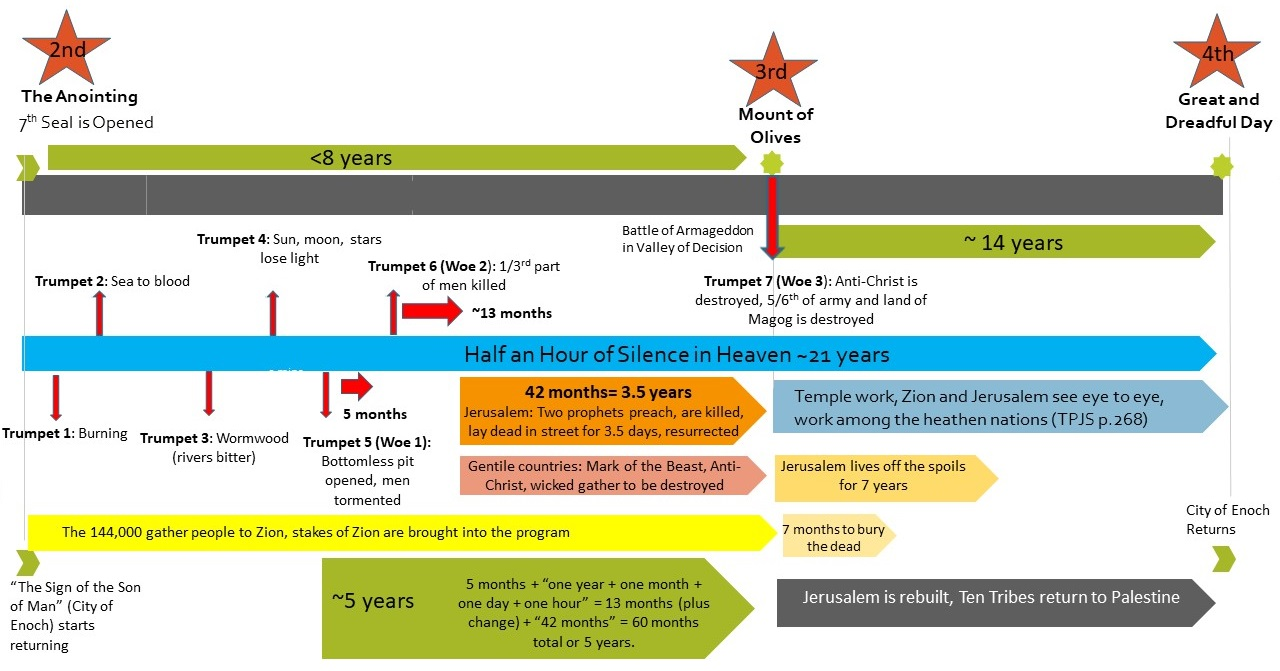 2nd
The Anointing
7th Seal is Opened
3rd
Mount of
Olives
4th
Great and
Dreadful Day
<8 years
Battle of Armageddon
in Valley of Decision
~ 14 years
Trumpet 2: Sea to blood
Trumpet 4: Sun, moon, stars
lose light
Trumpet 6 (Woe 2): 1/3rd part
of men killed
~13 months
Trumpet 7 (Woe 3): Anti-Christ is
destroyed, 5/6th of army and land of
Magog is destroyed
Half an Hour of Silence in Heaven ~21 years
Trumpet 1: Burning
Trumpet 3: Wormwood
(rivers bitter)
5 months
Trumpet 5 (Woe 1):
Bottomless pit
opened, men
tormented
42 months= 3.5 years
Jerusalem: Two prophets preach, are killed,
lay dead in street for 3.5 days, resurrected
Temple work, Zion and Jerusalem see eye to eye,
work among the heathen nations (TPJS p.268)
Gentile countries: Mark of the Beast, Anti-
Christ, wicked gather to be destroyed
Jerusalem lives off the spoils
for 7 years
The 144,000 gather people to Zion, stakes of Zion are brought into the program
7 months to bury
the dead
City of Enoch
Returns
"The Sign of the Son
of Man" (City of
Enoch) starts
returning
~5 years
5 months + "one year + one month +
one day + one hour" = 13 months (plus
change) + "42 months" = 60 months
total or 5 years.
Jerusalem is rebuilt, Ten Tribes return to Palestine